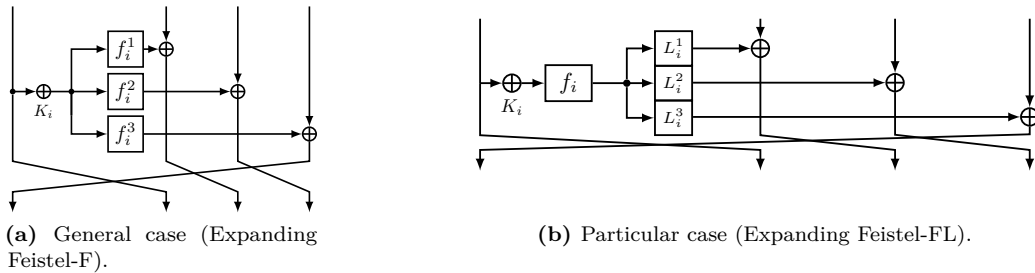 f_i^1
K_i
f_i^2
f_i^3
(a) General case (Expanding
Feistel-F).
K_i
f_i
L_i^1
L_i^2
L_i^3
(b) Particular case (Expanding Feistel-FL).